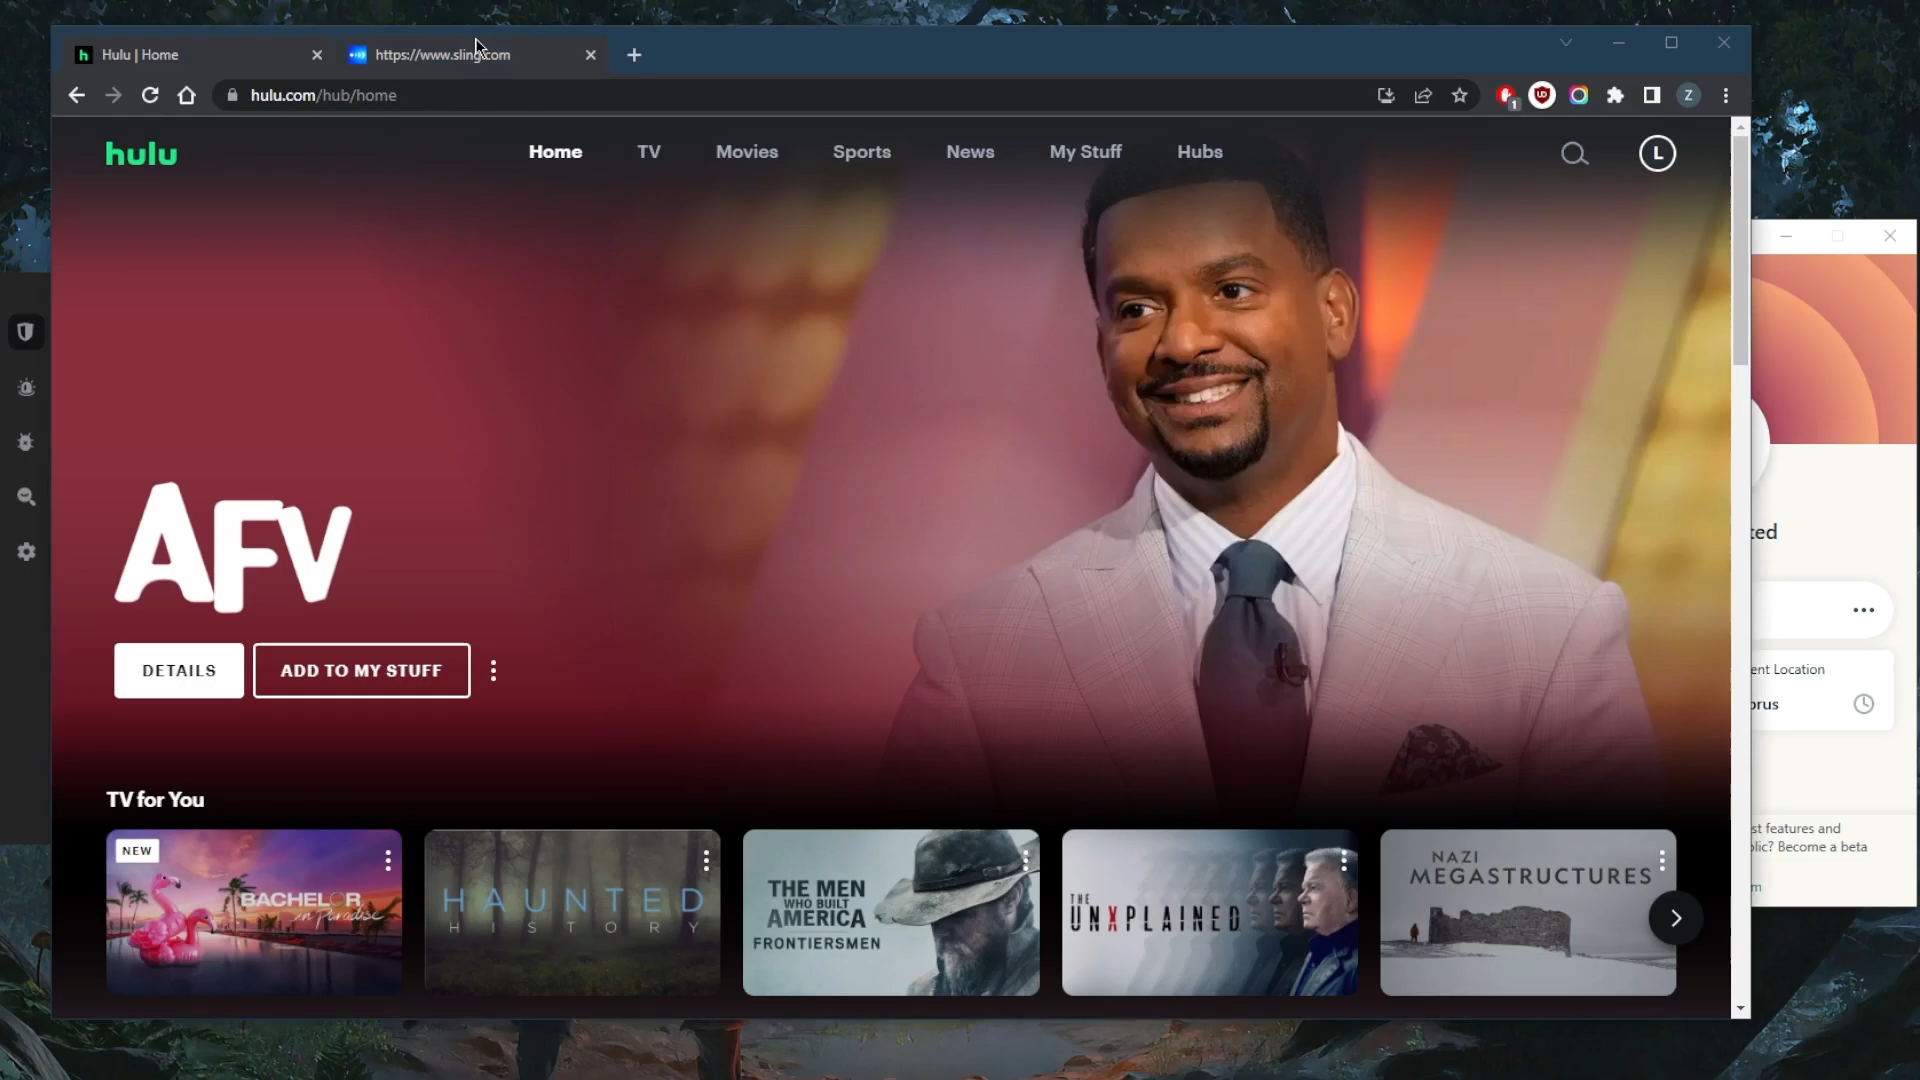 Hulu | Home
https://www.sling.com
hulu.com/hub/home
1
Z
hulu
Home
TV
Movies
Sports
News
My Stuff
Hubs
L
AFV
DETAILS
ADD TO MY STUFF
TV for You
NEW
BACHELOR
in Paradise
HAUNTED
HISTORY
THE MEN
WHO BUILT
AMERICA
FRONTIERSMEN
THE
UNXPLAINED
NAZI
MEGASTRUCTURES
ted
ent Location
prus
st features and
blic? Become a beta
m